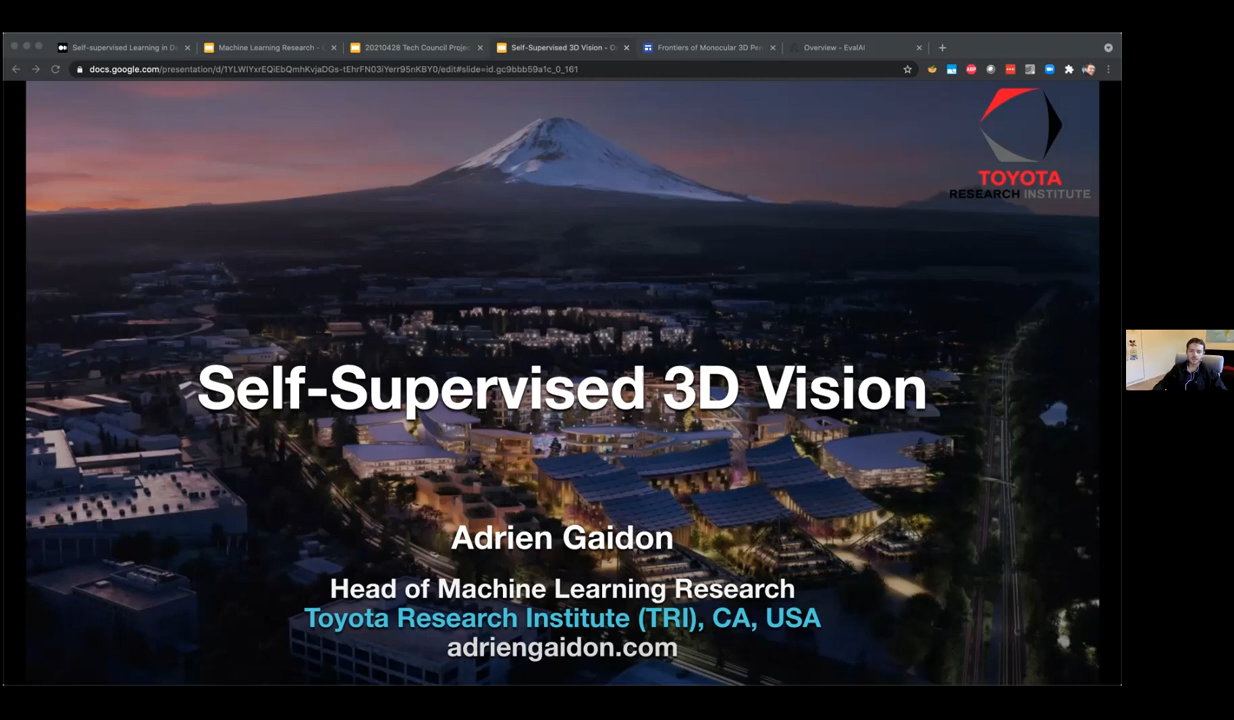 Self-supervised Learning in De
Machine Learning Research -
20210428 Tech Council Projec
Self-Supervised 3D Vision - O
Frontiers of Monocular 3D Per
Overview - EvalAI
docs.google.com/presentation/d/1YLWIYxrEQiEbQmhKvjaDGs-tEhrFN03iYerr95nKBY0/edit#slide=id.gc9bbb59a1c_0_161
TOYOTA
RESEARCH INSTITUTE
Self-Supervised 3D Vision
Adrien Gaidon
Head of Machine Learning Research
Toyota Research Institute (TRI), CA, USA
adriengaidon.com